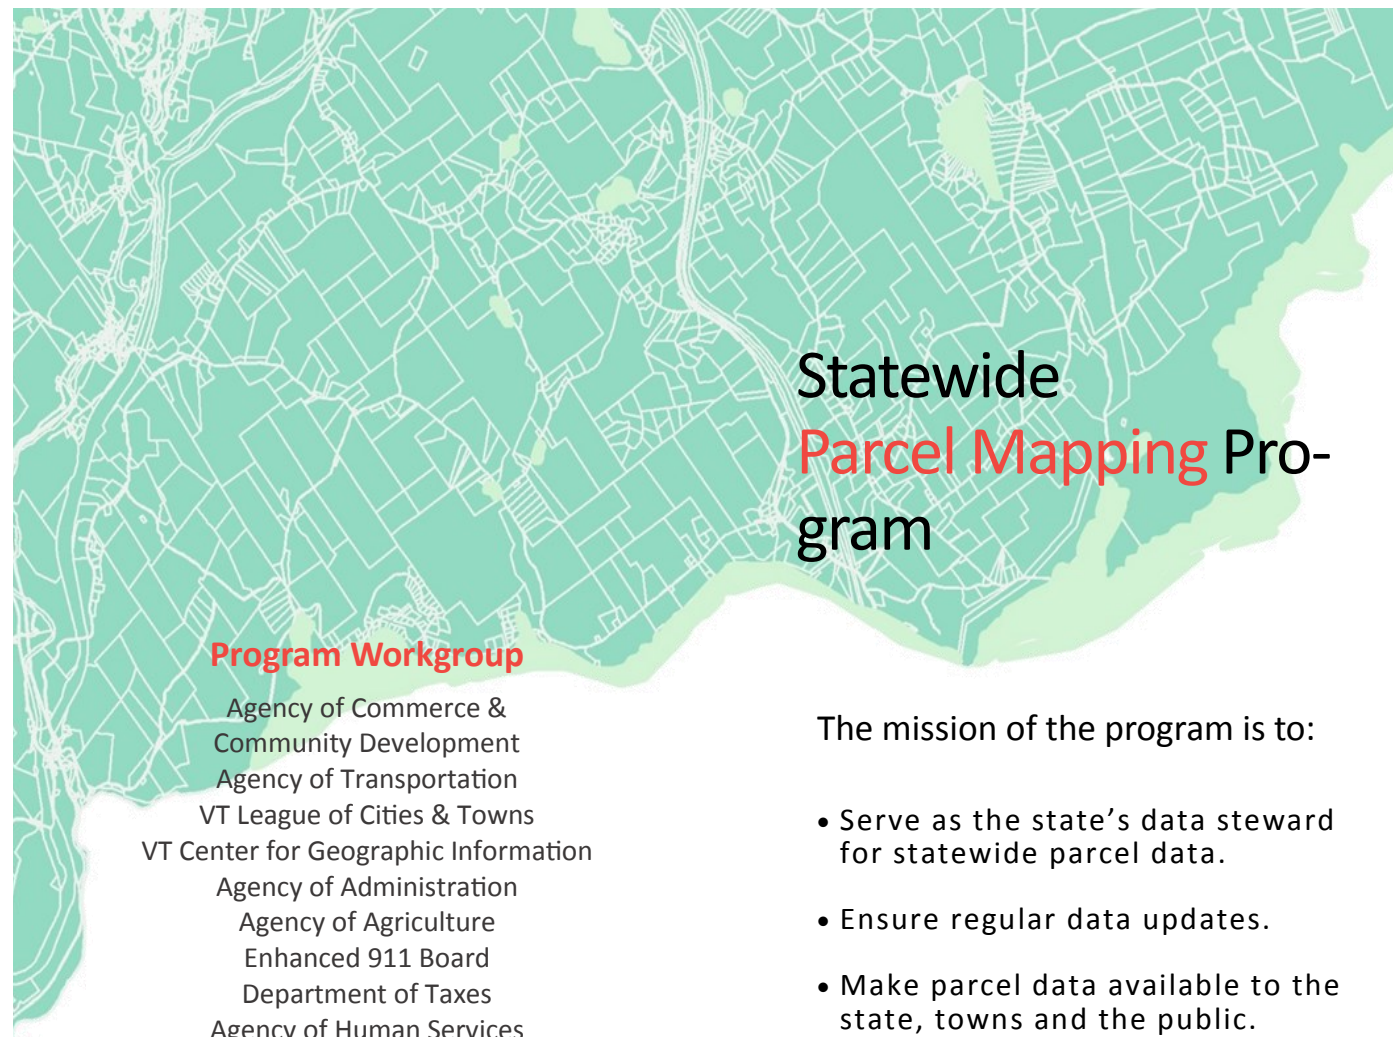 Statewide
Parcel Mapping Pro-
gram
Program Workgroup
Agency of Commerce &
Community Development
Agency of Transportation
VT League of Cities & Towns
VT Center for Geographic Information
Agency of Administration
Agency of Agriculture
Enhanced 911 Board
Department of Taxes
Agency of Human Services
The mission of the program is to:
• Serve as the state’s data steward
for statewide parcel data.
• Ensure regular data updates.
• Make parcel data available to the
state, towns and the public.